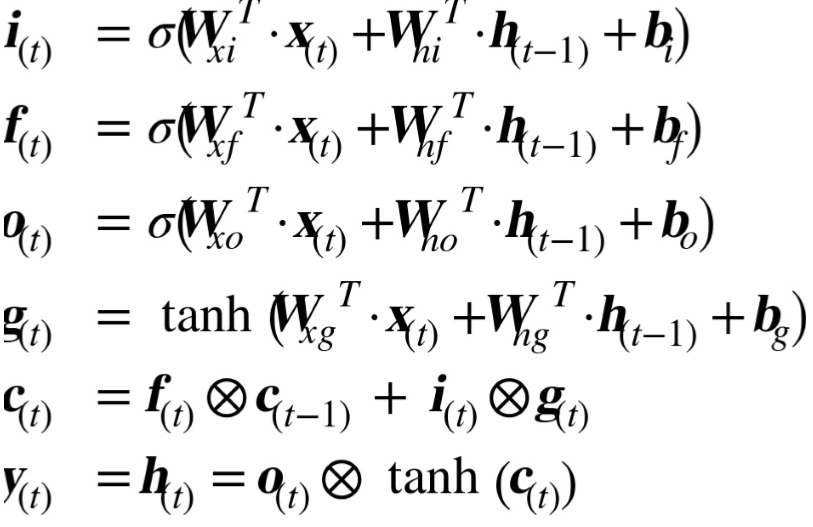 i(t) = σ(Wxi^T · x(t) + Whi^T · h(t−1) + bi)
f(t) = σ(Wxf^T · x(t) + Whf^T · h(t−1) + bf)
o(t) = σ(Wxo^T · x(t) + Who^T · h(t−1) + bo)
g(t) = tanh (Wxg^T · x(t) + Whg^T · h(t−1) + bg)
c(t) = f(t) ⊗ c(t−1) + i(t) ⊗ g(t)
y(t) = h(t) = o(t) ⊗ tanh (c(t))